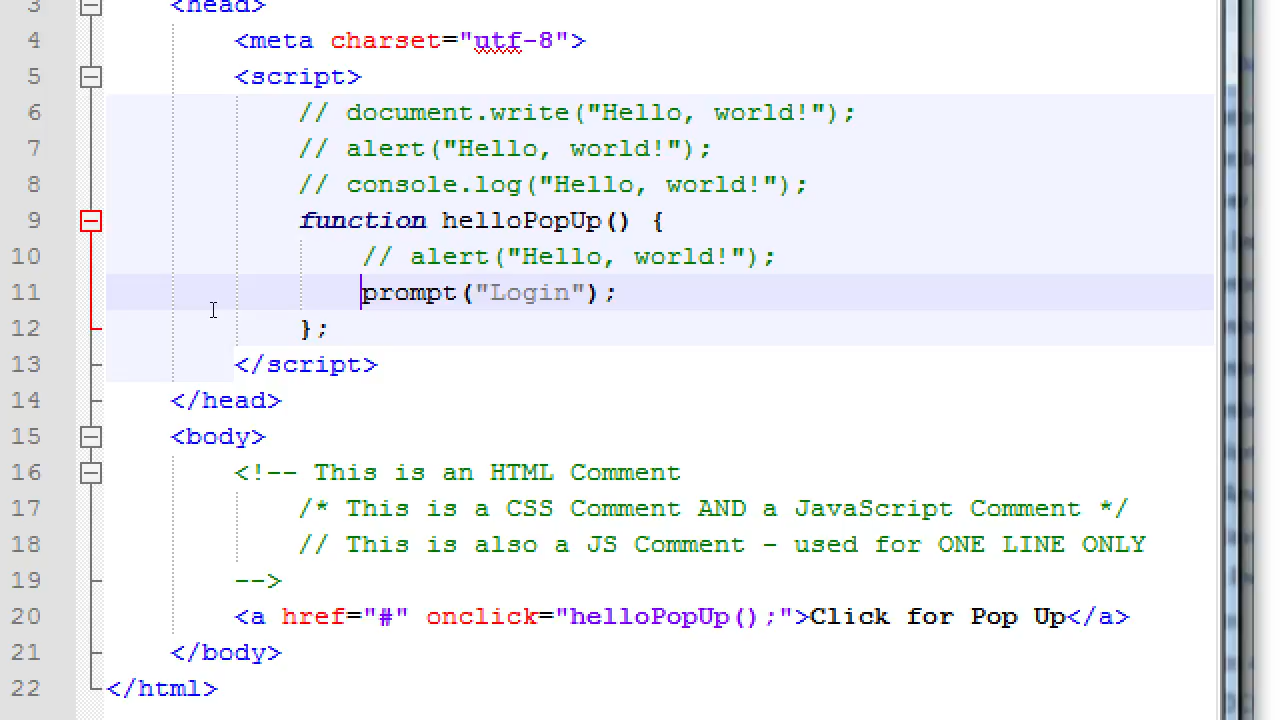 3 <head>
4 <meta charset="utf-8">
5 <script>
6 // document.write("Hello, world!");
7 // alert("Hello, world!");
8 // console.log("Hello, world!");
9 function helloPopUp() {
10 // alert("Hello, world!");
11 prompt("Login");
12 };
13 </script>
14 </head>
15 <body>
16 <!-- This is an HTML Comment
17 /* This is a CSS Comment AND a JavaScript Comment */
18 // This is also a JS Comment - used for ONE LINE ONLY
19 -->
20 <a href="#" onclick="helloPopUp();">Click for Pop Up</a>
21 </body>
22 </html>